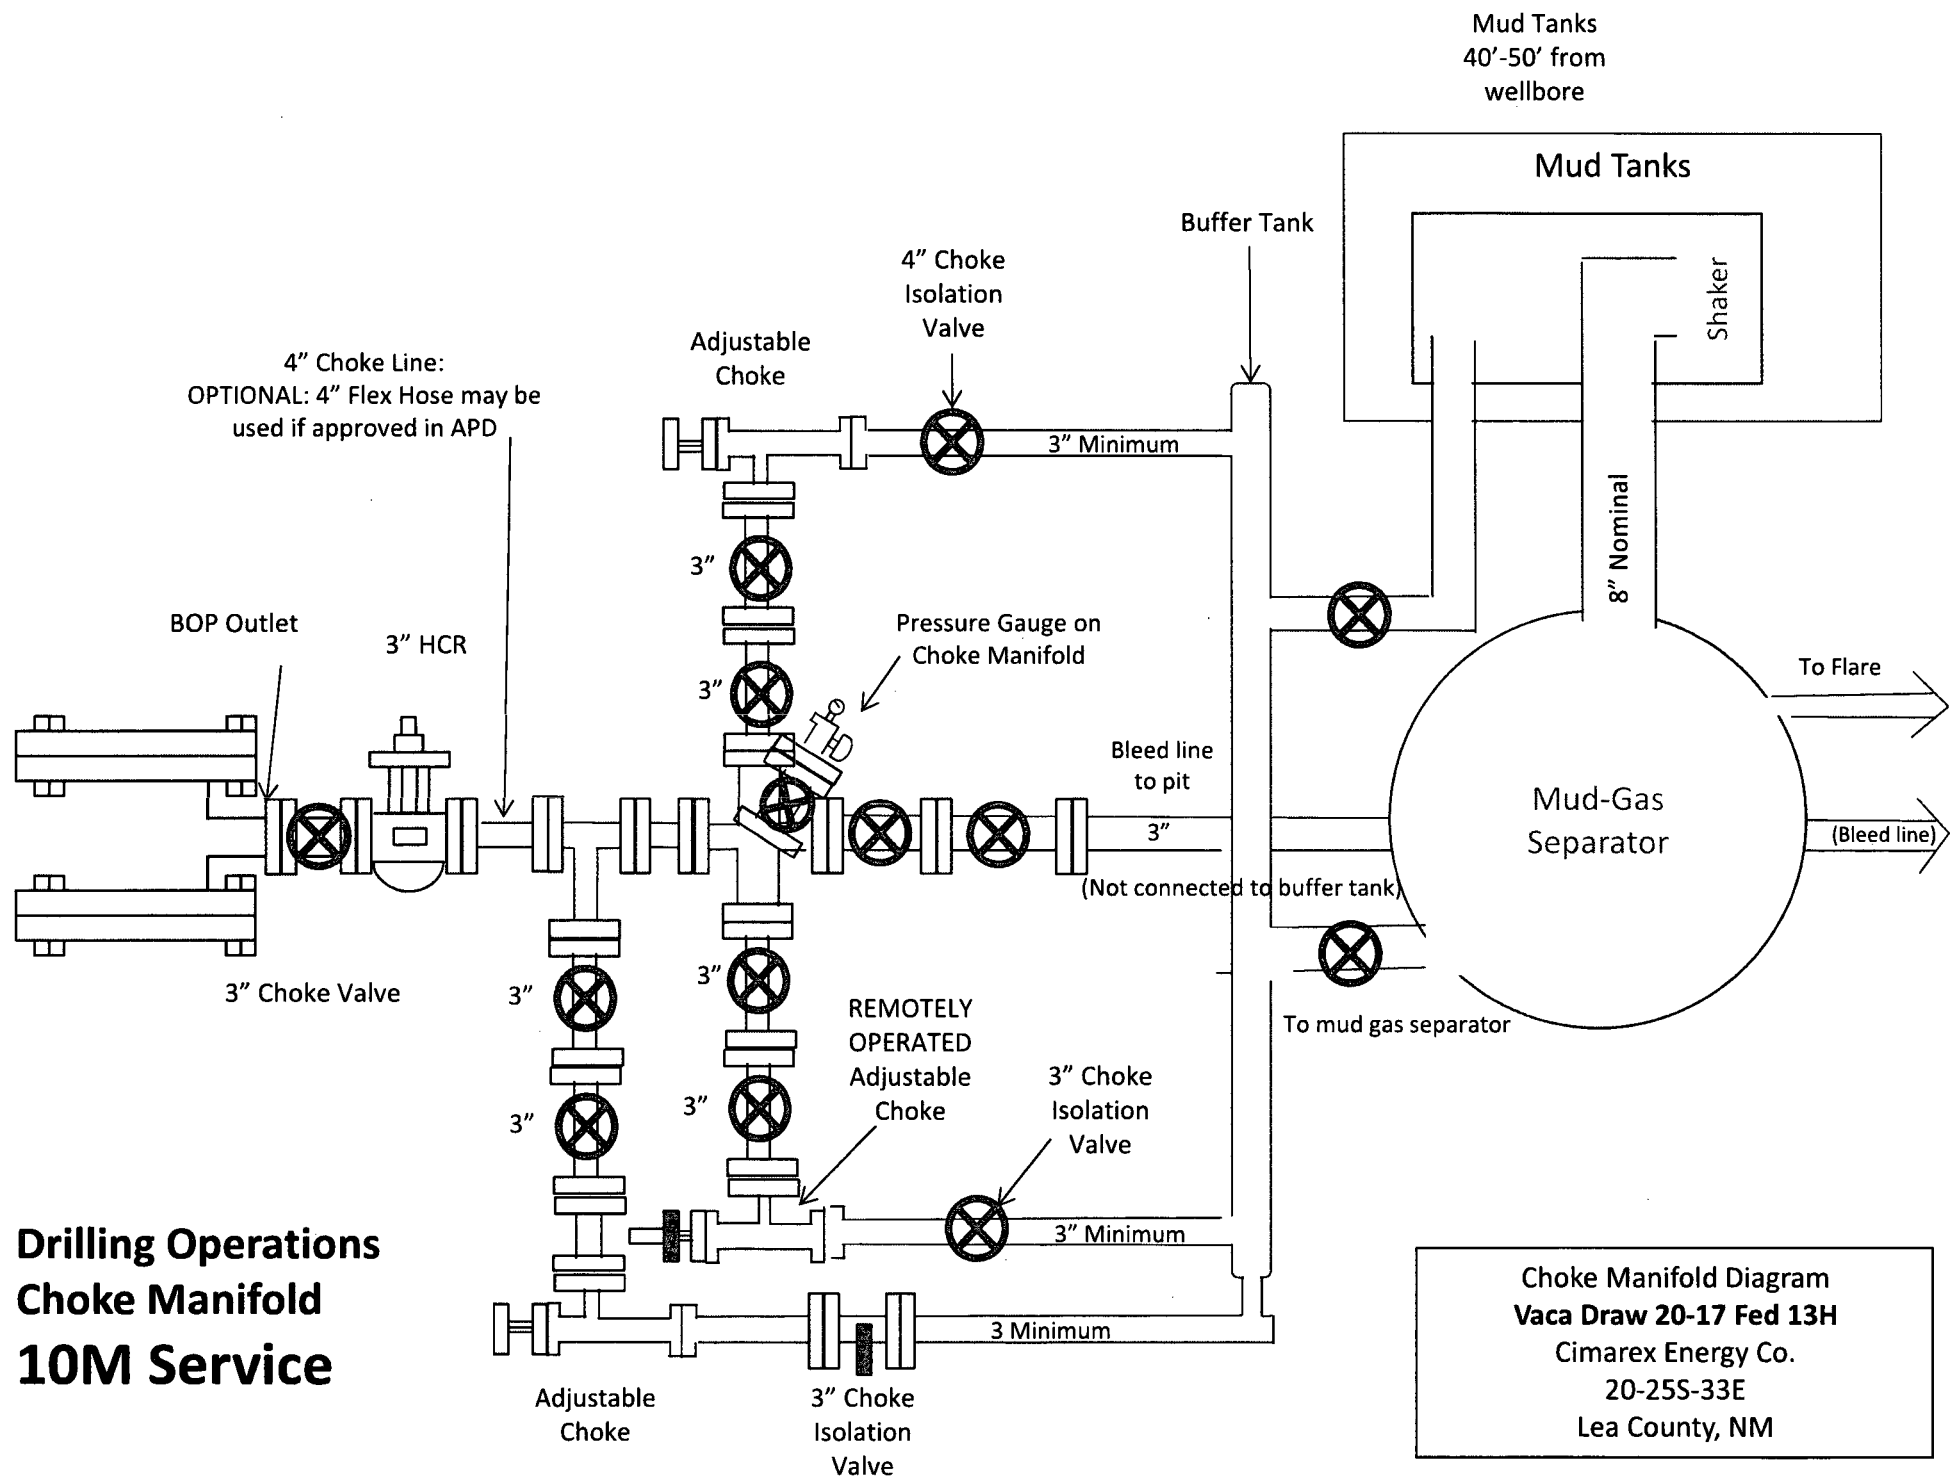 Mud Tanks
40’-50’ from
wellbore
Mud Tanks
Shaker
Buffer Tank
4” Choke
Isolation
Valve
Adjustable
Choke
4” Choke Line:
OPTIONAL: 4” Flex Hose may be
used if approved in APD
3” Minimum
8” Nominal
3”
BOP Outlet
3” HCR
Pressure Gauge on
Choke Manifold
3”
To Flare
Bleed line
to pit
3”
Mud-Gas
Separator
(Bleed line)
(Not connected to buffer tank)
3” Choke Valve
3”
3”
REMOTELY
OPERATED
Adjustable
Choke
To mud gas separator
3” Choke
Isolation
Valve
3”
3”
3” Minimum
Drilling Operations
Choke Manifold
10M Service
3 Minimum
Adjustable
Choke
3” Choke
Isolation
Valve
Choke Manifold Diagram
Vaca Draw 20-17 Fed 13H
Cimarex Energy Co.
20-25S-33E
Lea County, NM